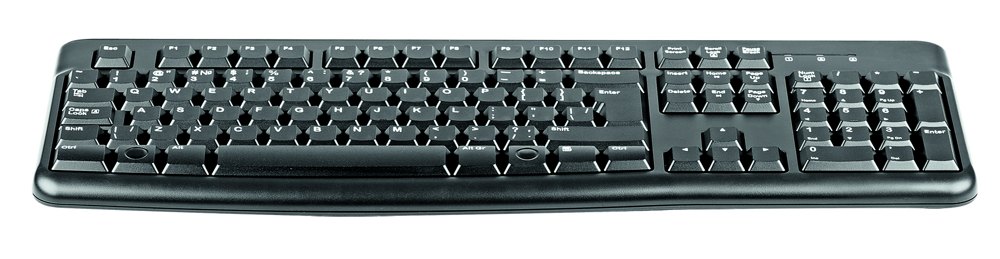 Esc F1 F2 F3 F4 F5 F6 F7 F8 F9 F10 F11 F12 Print Screen Scroll Lock Pause Break
~ ` ! 1 @ " 2 # № 3 $ ; 4 % 5 ^ : 6 & ? 7 * 8 ( 9 ) 0 — - + = Backspace Insert Home Page Up Num Lock / * -
Tab Q W E R T Y U I O P { [ } ] Enter Delete End Page Down 7 Home 8 9 Pg Up +
Caps Lock A S D F G H J K L : ; " ' | \ / 4 5 6
Shift | \ / Z X C V B N M < , > . ? / : Shift 1 End 2 3 Pg Dn Enter
Ctrl Alt Alt Gr Ctrl 0 Ins , Del